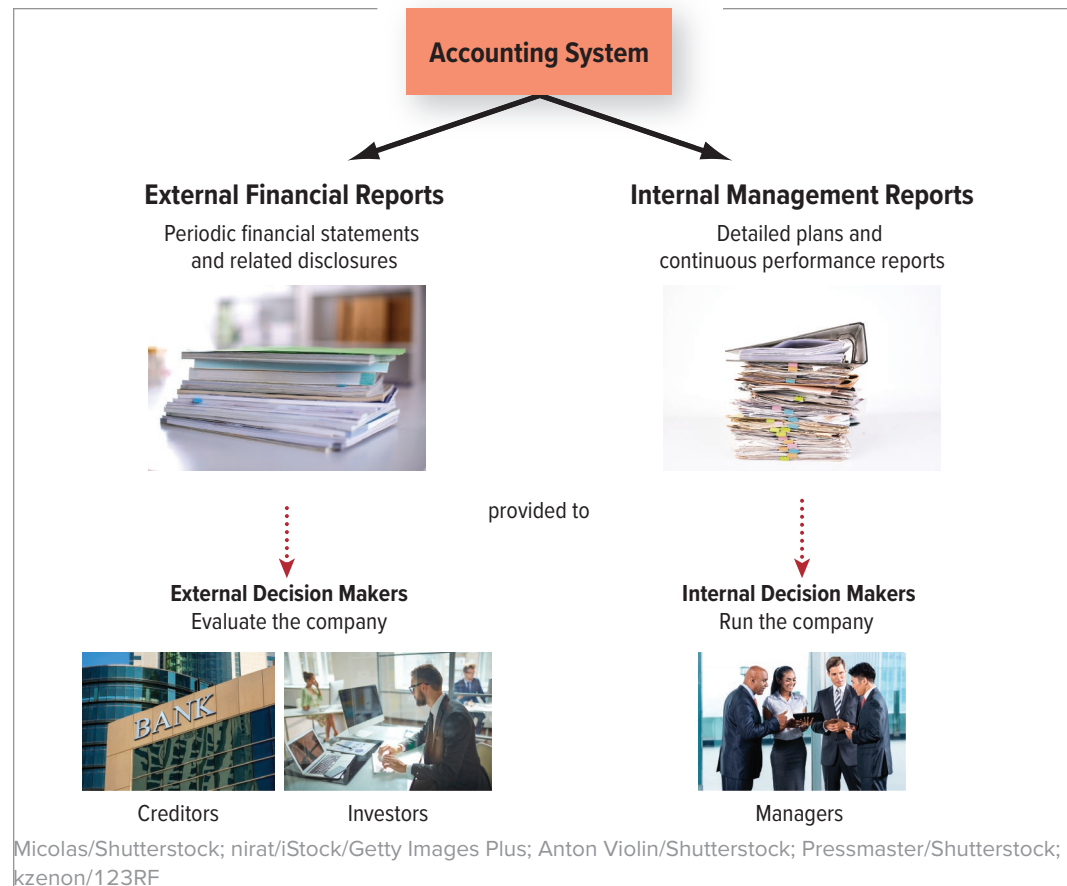 Accounting System
External Financial Reports
Periodic financial statements
and related disclosures
Internal Management Reports
Detailed plans and
continuous performance reports
provided to
External Decision Makers
Evaluate the company
Internal Decision Makers
Run the company
BANK
Creditors
Investors
Managers
Micolas/Shutterstock; nirat/iStock/Getty Images Plus; Anton Violin/Shutterstock; Pressmaster/Shutterstock;
kzenon/123RF